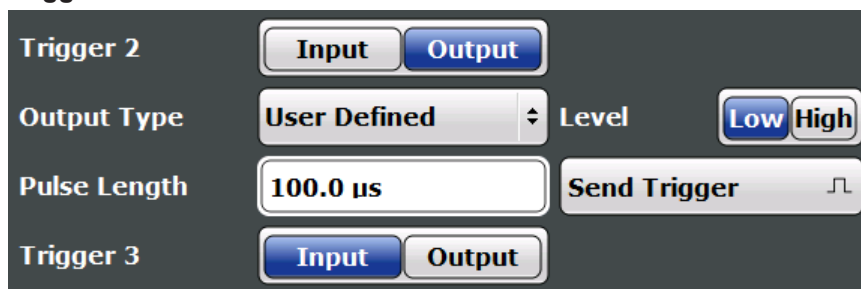 Trigger 2 Input Output
Output Type User Defined Level Low High
Pulse Length 100.0 µs Send Trigger
Trigger 3 Input Output